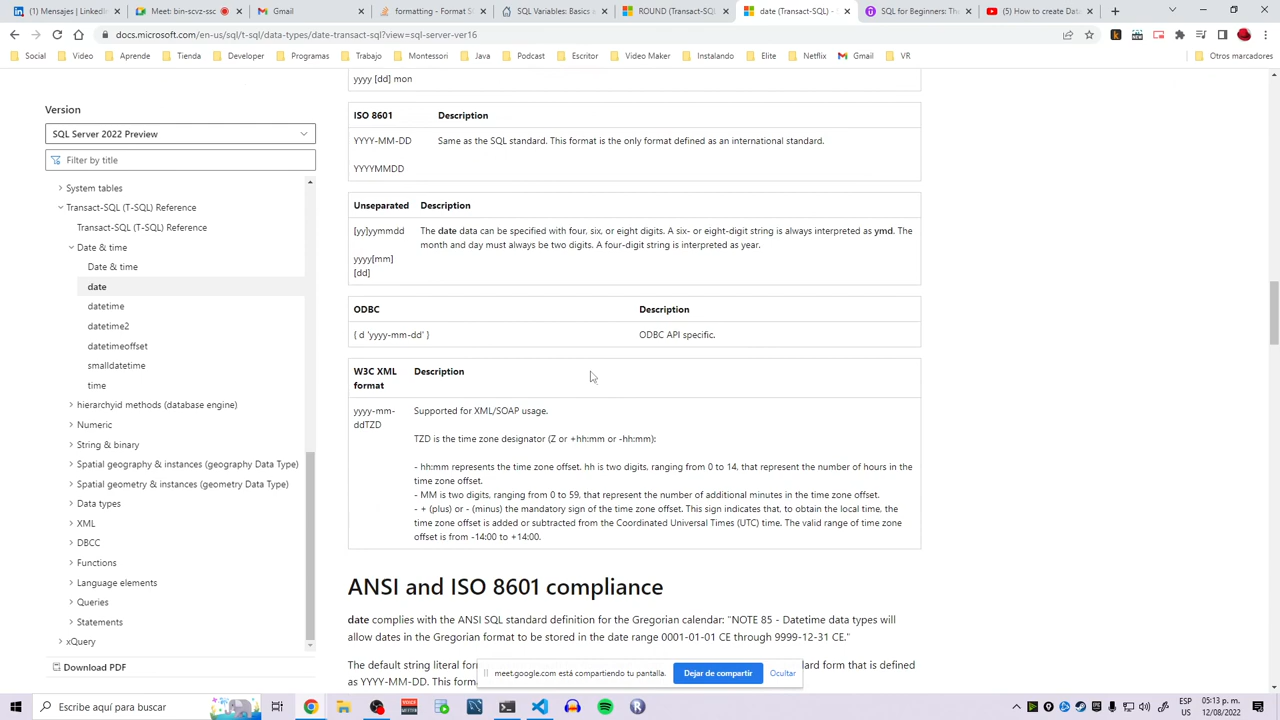 (1) Mensajes | LinkedI
Meet: bin-scvz-ssc
Gmail
formatting - Format S
SQL Variables: Basics
ROUND (Transact-SQL
date (Transact-SQL) -
SQL for Beginners: The
(5) How to create Da
docs.microsoft.com/en-us/sql/t-sql/data-types/date-transact-sql?view=sql-server-ver16
Social
Video
Aprende
Tienda
Developer
Programas
Trabajo
Montessori
Java
Podcast
Escritor
Video Maker
Instalando
Elite
Netflix
Gmail
VR
Otros marcadores
Version
SQL Server 2022 Preview
Filter by title
System tables
Transact-SQL (T-SQL) Reference
Transact-SQL (T-SQL) Reference
Date & time
Date & time
date
datetime
datetime2
datetimeoffset
smalldatetime
time
hierarchyid methods (database engine)
Numeric
String & binary
Spatial geography & instances (geography Data Type)
Spatial geometry & instances (geometry Data Type)
Data types
XML
DBCC
Functions
Language elements
Queries
Statements
xQuery
Download PDF
yyyy [dd] mon
ISO 8601 Description
YYYY-MM-DD Same as the SQL standard. This format is the only format defined as an international standard.
YYYYMMDD
Unseparated Description
[yy]yymmdd The date data can be specified with four, six, or eight digits. A six- or eight-digit string is always interpreted as ymd. The
month and day must always be two digits. A four-digit string is interpreted as year.
yyyy[mm]
[dd]
ODBC Description
{ d 'yyyy-mm-dd' } ODBC API specific.
W3C XML Description
format
yyyy-mm- Supported for XML/SOAP usage.
ddTZD
TZD is the time zone designator (Z or +hh:mm or -hh:mm):
- hh:mm represents the time zone offset. hh is two digits, ranging from 0 to 14, that represent the number of hours in the
time zone offset.
- MM is two digits, ranging from 0 to 59, that represent the number of additional minutes in the time zone offset.
- + (plus) or - (minus) the mandatory sign of the time zone offset. This sign indicates that, to obtain the local time, the
time zone offset is added or subtracted from the Coordinated Universal Times (UTC) time. The valid range of time zone
offset is from -14:00 to +14:00.
ANSI and ISO 8601 compliance
date complies with the ANSI SQL standard definition for the Gregorian calendar: "NOTE 85 - Datetime data types will
allow dates in the Gregorian format to be stored in the date range 0001-01-01 CE through 9999-12-31 CE."
The default string literal for
dard form that is defined
as YYYY-MM-DD. This form
meet.google.com está compartiendo tu pantalla.
Dejar de compartir
Ocultar
Escribe aquí para buscar
ESP
US
05:13 p. m.
12/08/2022